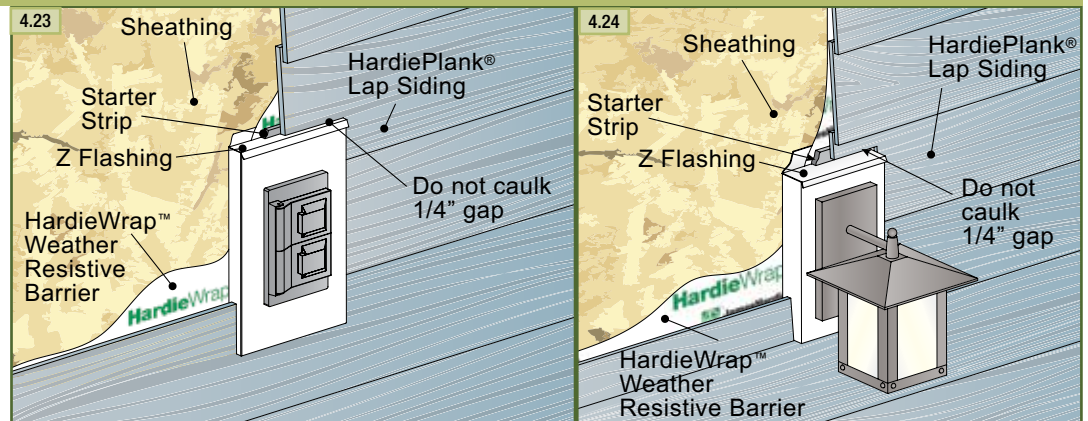 4.23
Sheathing
HardiePlank®
Lap Siding
Starter
Strip
Z Flashing
Do not caulk
1/4” gap
HardieWrap™
Weather
Resistive
Barrier
HardieWrap
4.24
Sheathing
HardiePlank®
Lap Siding
Starter
Strip
Z Flashing
Do not
caulk
1/4” gap
HardieWrap
HardieWrap™
Weather
Resistive Barrier